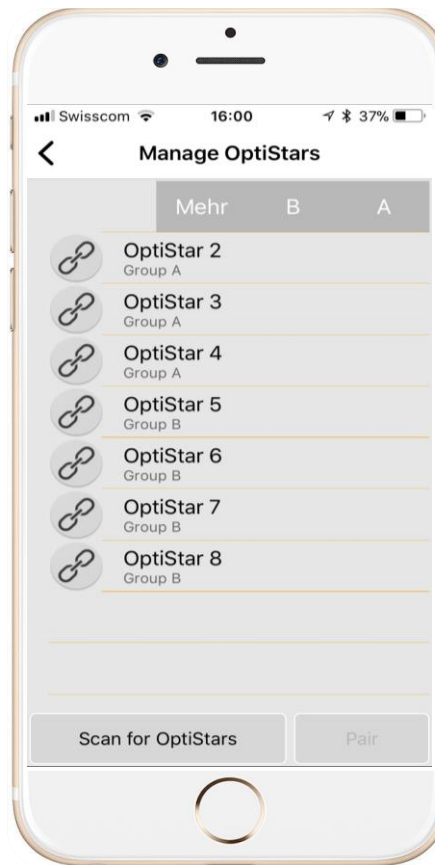 Swisscom 16:00 37%
Manage OptiStars
Mehr B A
OptiStar 2
Group A
OptiStar 3
Group A
OptiStar 4
Group A
OptiStar 5
Group B
OptiStar 6
Group B
OptiStar 7
Group B
OptiStar 8
Group B
Scan for OptiStars Pair